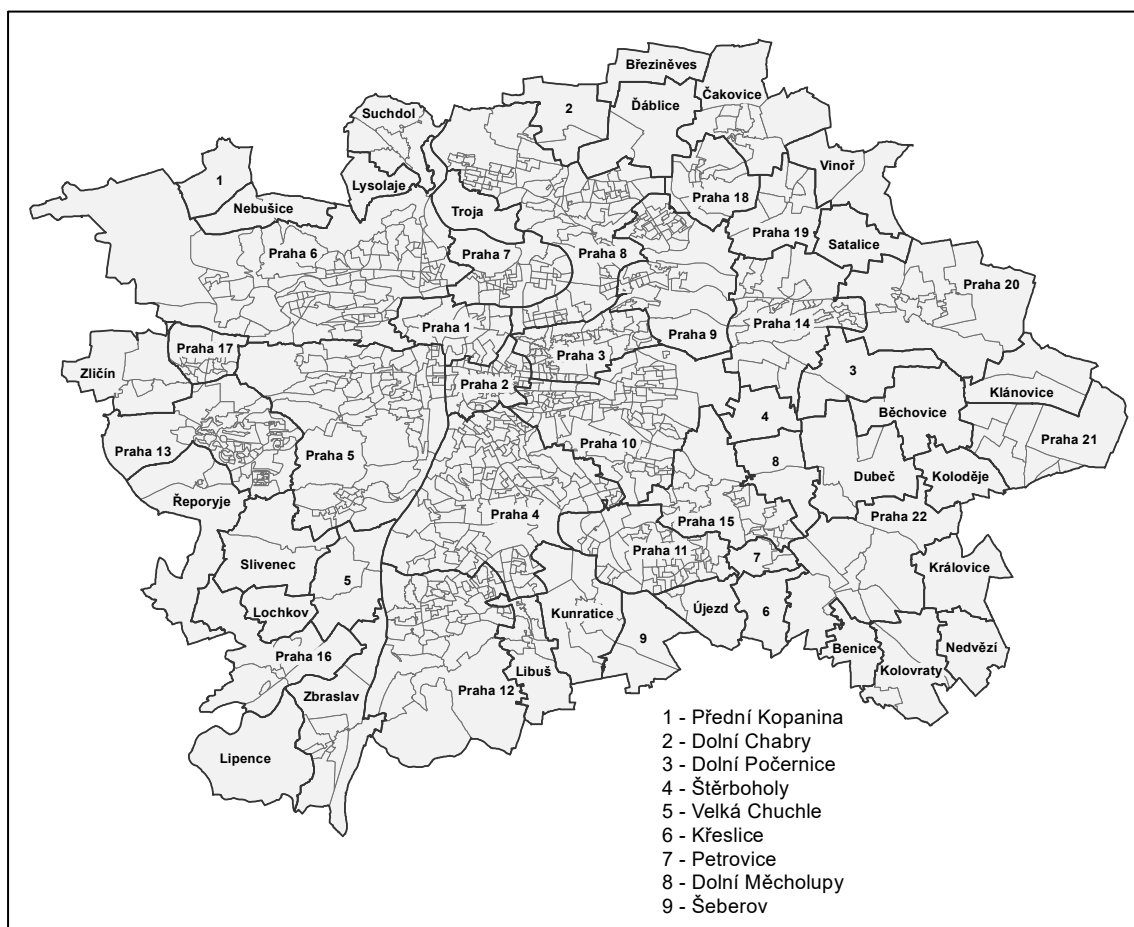 Březiněves
Čakovice
2
Ďáblice
Suchdol
Vinoř
1
Lysolaje
Praha 18
Nebušice
Troja
Praha 19
Satalice
Praha 6
Praha 7
Praha 8
Praha 20
Praha 1
Praha 14
Praha 9
Praha 17
Praha 3
Zličín
3
Praha 2
Klánovice
4
Běchovice
Praha 10
Praha 21
Praha 13
Praha 5
8
Dubeč
Koloděje
Řeporyje
Praha 4
Praha 15
Praha 22
Praha 11
7
Slivenec
5
Královice
Lochkov
Kunratice
Újezd
6
9
Benice
Nedvězí
Praha 16
Libuš
Kolovraty
Zbraslav
Praha 12
Lipence
1 - Přední Kopanina
2 - Dolní Chabry
3 - Dolní Počernice
4 - Štěrboholy
5 - Velká Chuchle
6 - Křeslice
7 - Petrovice
8 - Dolní Měcholupy
9 - Šeberov